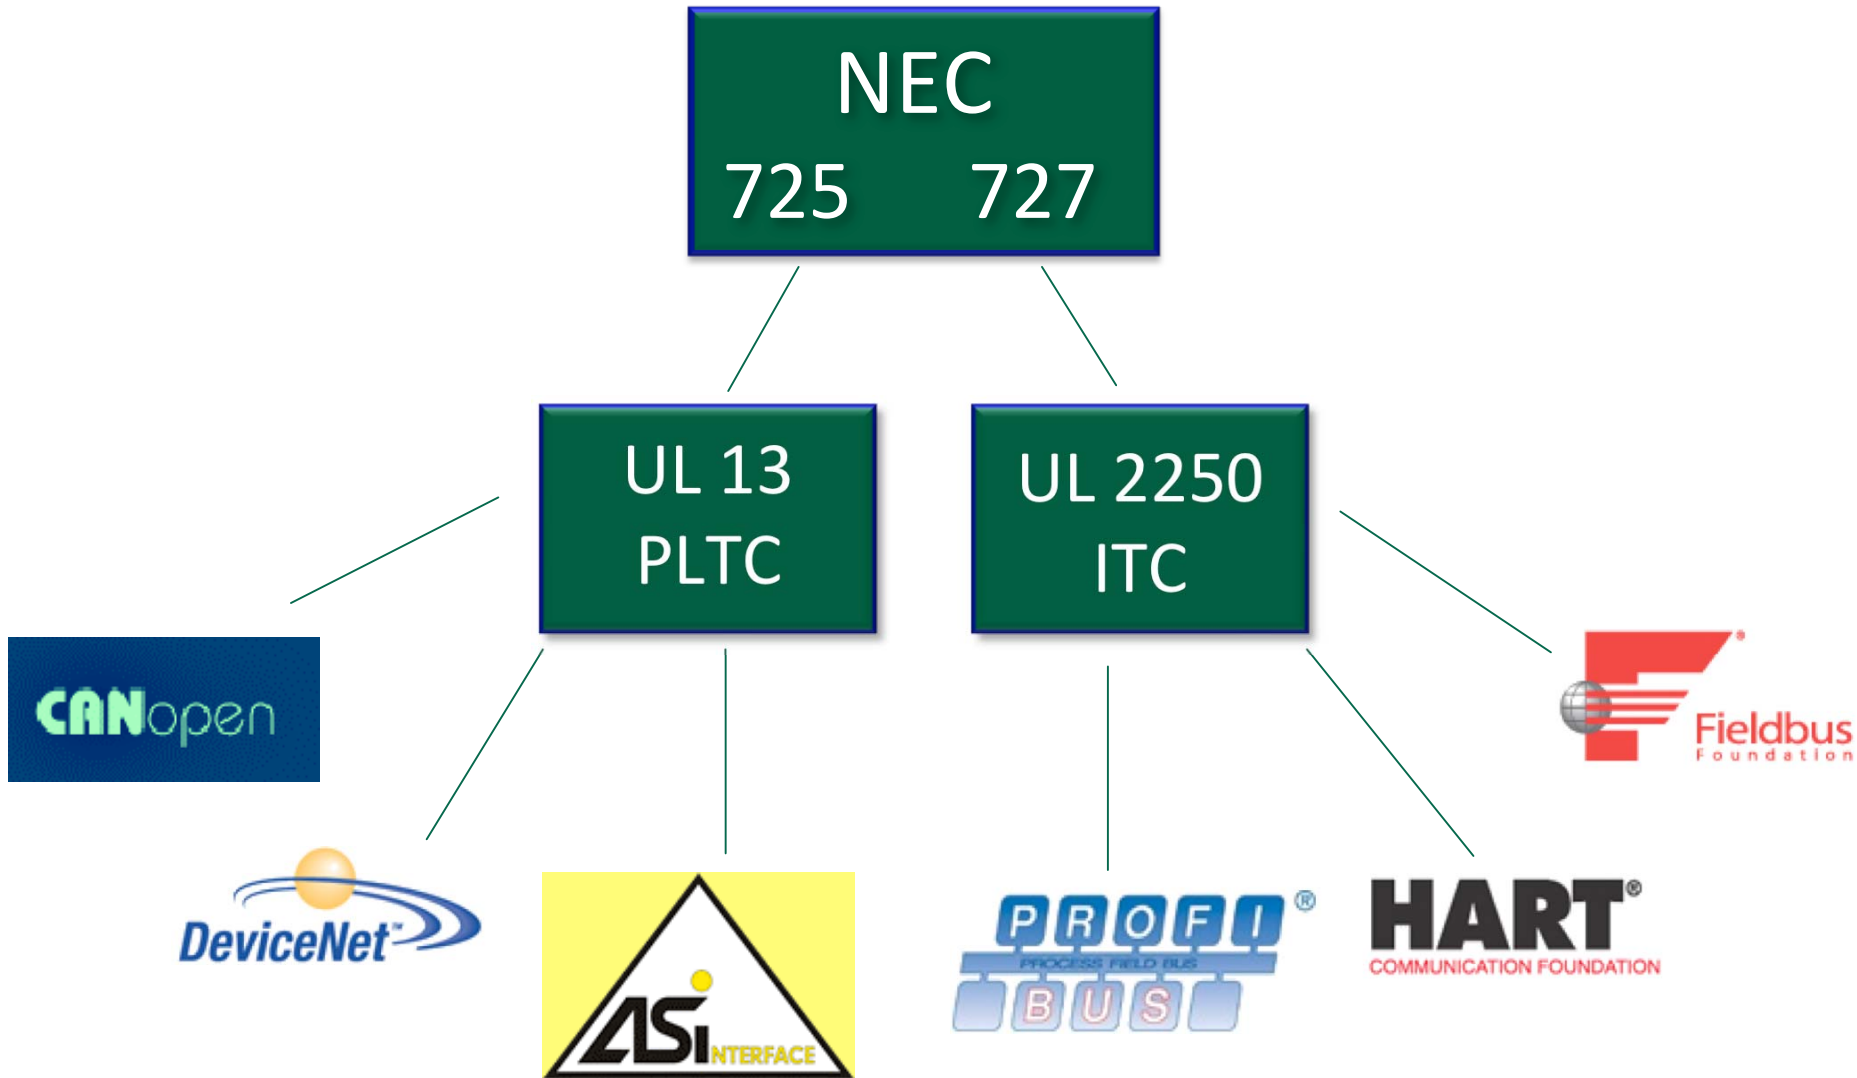 NEC
725 727
UL 13
PLTC
UL 2250
ITC
CANopen
®
Fieldbus
Foundation
DeviceNet™
ASi
NTERFACE
PROFI®
PROCESS FIELD BUS
BUS
HART®
COMMUNICATION FOUNDATION